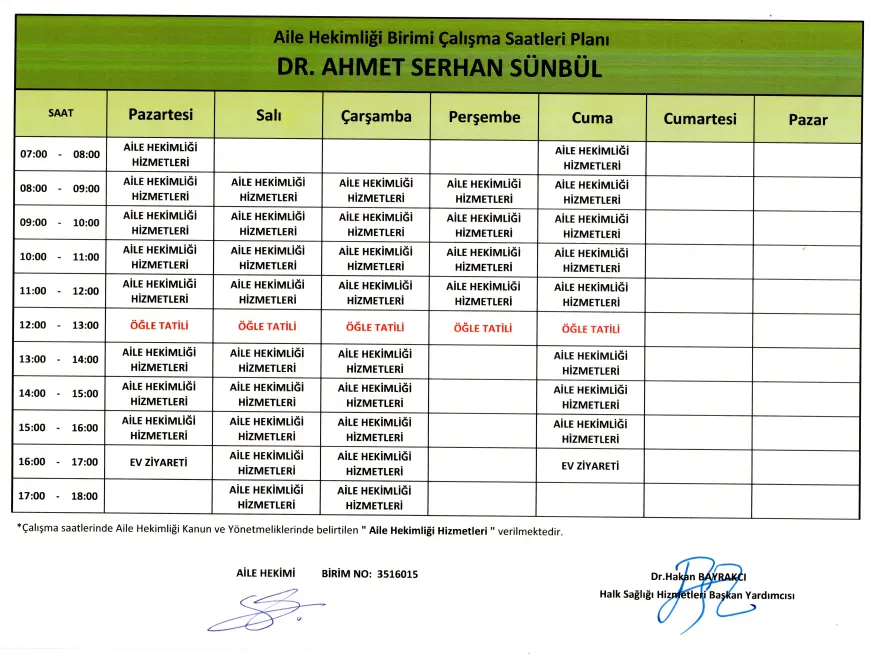 Aile Hekimliği Birimi Çalışma Saatleri Planı
DR. AHMET SERHAN SÜNBÜL
SAAT Pazartesi Salı Çarşamba Perşembe Cuma Cumartesi Pazar
07:00 - 08:00 AİLE HEKİMLİĞİ HİZMETLERİ AİLE HEKİMLİĞİ HİZMETLERİ
08:00 - 09:00 AİLE HEKİMLİĞİ HİZMETLERİ AİLE HEKİMLİĞİ HİZMETLERİ AİLE HEKİMLİĞİ HİZMETLERİ AİLE HEKİMLİĞİ HİZMETLERİ AİLE HEKİMLİĞİ HİZMETLERİ
09:00 - 10:00 AİLE HEKİMLİĞİ HİZMETLERİ AİLE HEKİMLİĞİ HİZMETLERİ AİLE HEKİMLİĞİ HİZMETLERİ AİLE HEKİMLİĞİ HİZMETLERİ AİLE HEKİMLİĞİ HİZMETLERİ
10:00 - 11:00 AİLE HEKİMLİĞİ HİZMETLERİ AİLE HEKİMLİĞİ HİZMETLERİ AİLE HEKİMLİĞİ HİZMETLERİ AİLE HEKİMLİĞİ HİZMETLERİ AİLE HEKİMLİĞİ HİZMETLERİ
11:00 - 12:00 AİLE HEKİMLİĞİ HİZMETLERİ AİLE HEKİMLİĞİ HİZMETLERİ AİLE HEKİMLİĞİ HİZMETLERİ AİLE HEKİMLİĞİ HİZMETLERİ AİLE HEKİMLİĞİ HİZMETLERİ
12:00 - 13:00 ÖĞLE TATİLİ ÖĞLE TATİLİ ÖĞLE TATİLİ ÖĞLE TATİLİ ÖĞLE TATİLİ
13:00 - 14:00 AİLE HEKİMLİĞİ HİZMETLERİ AİLE HEKİMLİĞİ HİZMETLERİ AİLE HEKİMLİĞİ HİZMETLERİ AİLE HEKİMLİĞİ HİZMETLERİ
14:00 - 15:00 AİLE HEKİMLİĞİ HİZMETLERİ AİLE HEKİMLİĞİ HİZMETLERİ AİLE HEKİMLİĞİ HİZMETLERİ AİLE HEKİMLİĞİ HİZMETLERİ
15:00 - 16:00 AİLE HEKİMLİĞİ HİZMETLERİ AİLE HEKİMLİĞİ HİZMETLERİ AİLE HEKİMLİĞİ HİZMETLERİ AİLE HEKİMLİĞİ HİZMETLERİ
16:00 - 17:00 EV ZİYARETİ AİLE HEKİMLİĞİ HİZMETLERİ AİLE HEKİMLİĞİ HİZMETLERİ EV ZİYARETİ
17:00 - 18:00 AİLE HEKİMLİĞİ HİZMETLERİ AİLE HEKİMLİĞİ HİZMETLERİ
*Çalışma saatlerinde Aile Hekimliği Kanun ve Yönetmeliklerinde belirtilen " Aile Hekimliği Hizmetleri " verilmektedir.
AİLE HEKİMİ BİRİM NO: 3516015
Dr.Hakan BAYRAKCI
Halk Sağlığı Hizmetleri Başkan Yardımcısı